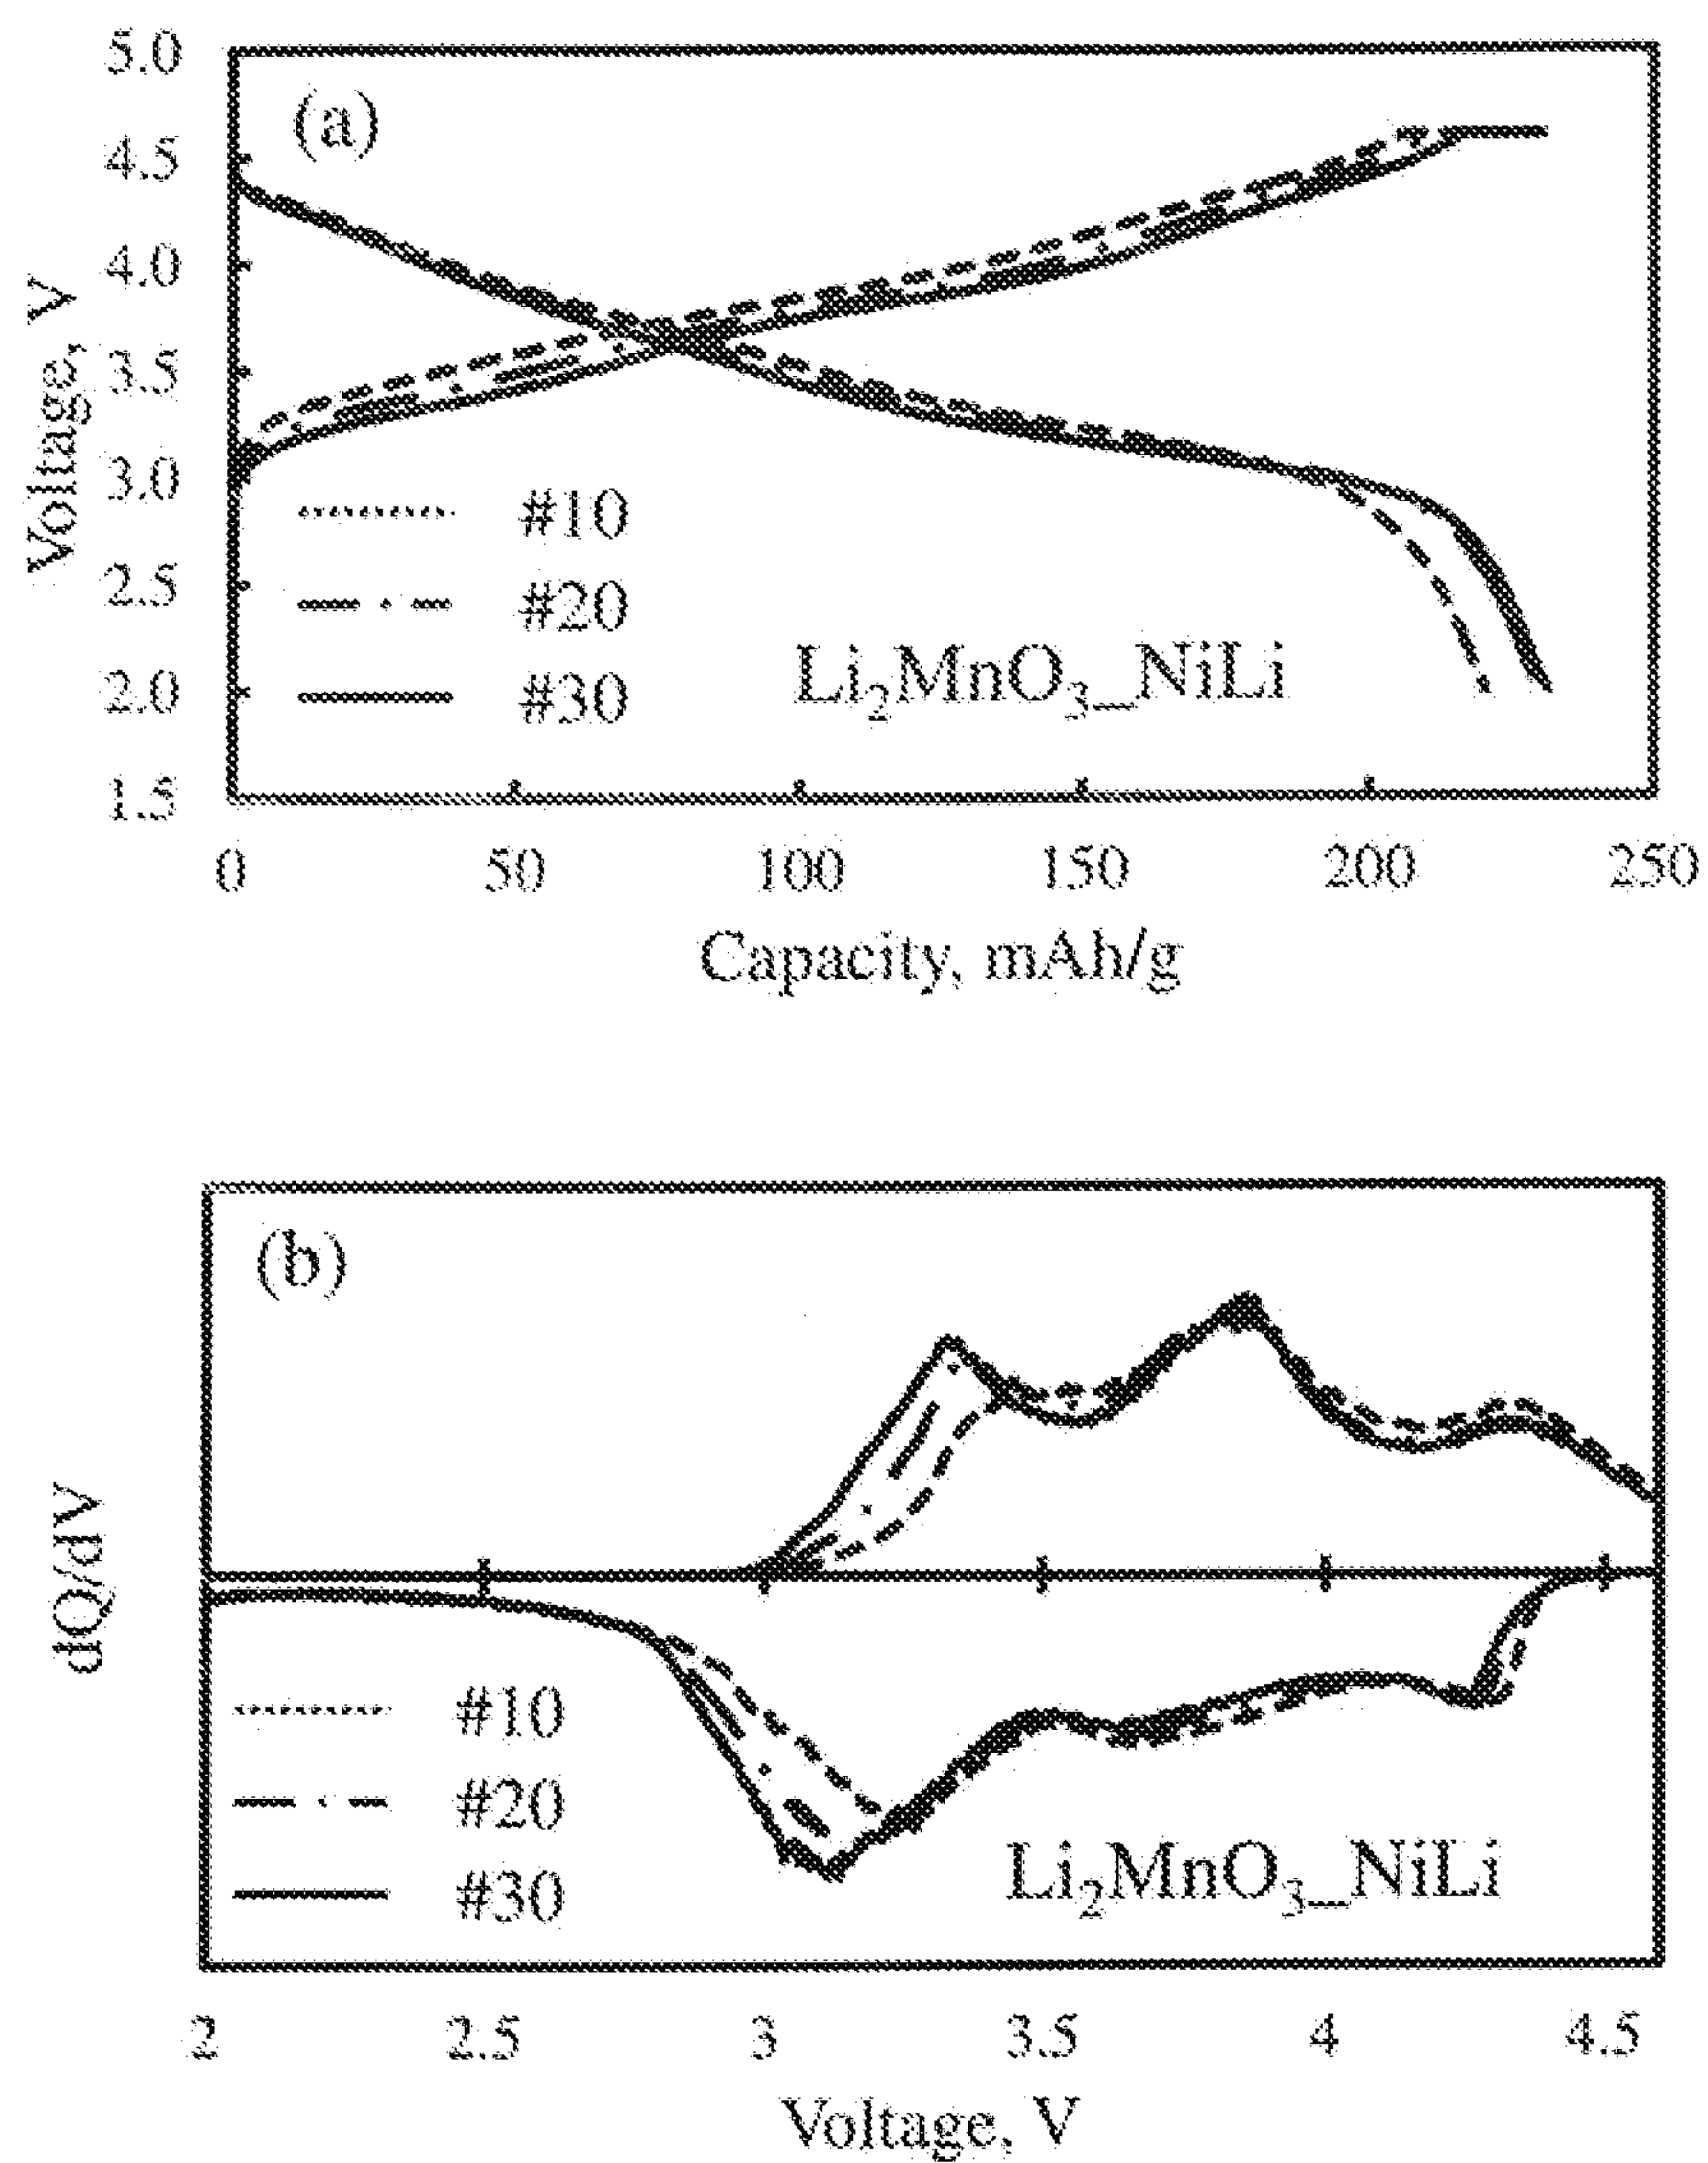 (a)
Voltage, V
5.0
4.5
4.0
3.5
3.0
2.5
2.0
1.5
#10
#20
#30
Li₂MnO₃_NiLi
0 50 100 150 200 250
Capacity, mAh/g
(b)
dQ/dV
#10
#20
#30
Li₂MnO₃_NiLi
2 2.5 3 3.5 4 4.5
Voltage, V